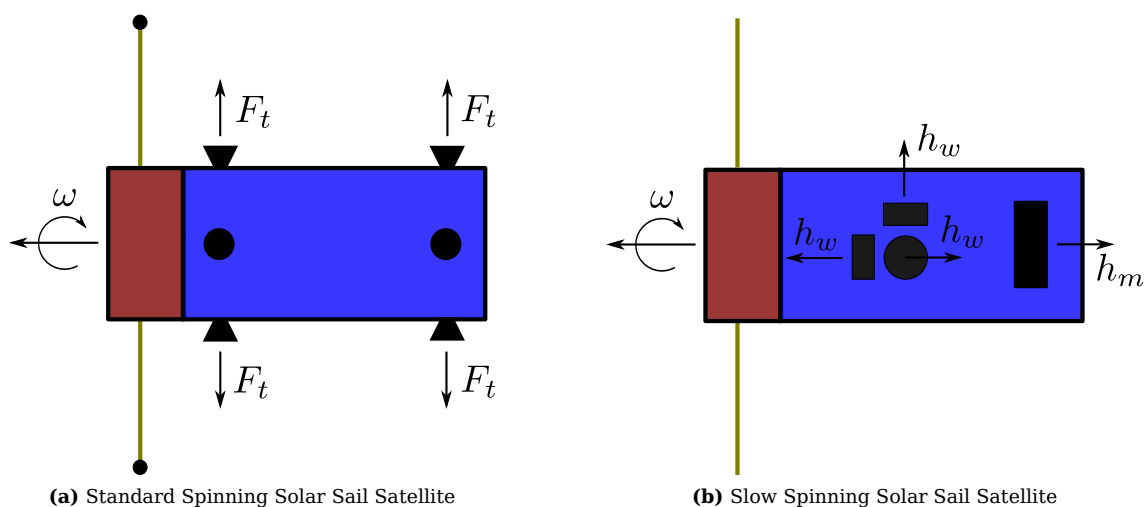 F_t F_t
h_w
ω ω
h_w h_w
h_m
F_t F_t
(a) Standard Spinning Solar Sail Satellite
(b) Slow Spinning Solar Sail Satellite